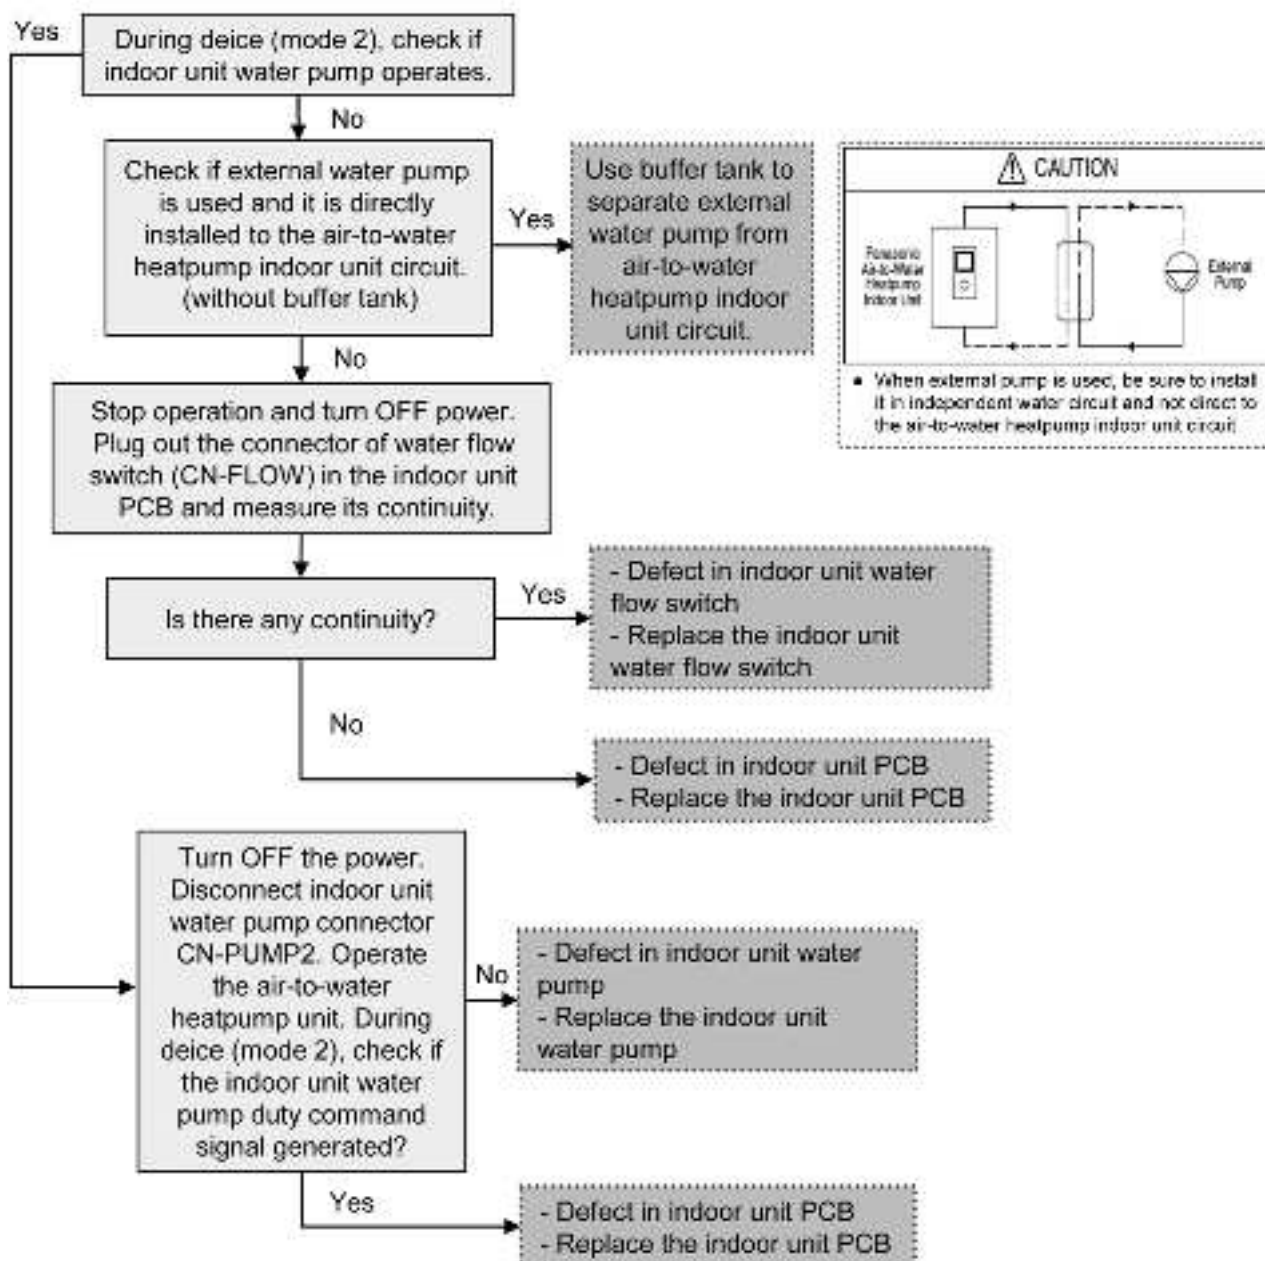 Yes
During deice (mode 2), check if
indoor unit water pump operates.
No
Check if external water pump
is used and it is directly
installed to the air-to-water
heatpump indoor unit circuit.
(without buffer tank)
Yes
Use buffer tank to
separate external
water pump from
air-to-water
heatpump indoor
unit circuit.
CAUTION
Panasonic
Air-to-Water
Heatpump
Indoor Unit
External
Pump
• When external pump is used, be sure to install
it in independent water circuit and not direct to
the air-to-water heatpump indoor unit circuit
No
Stop operation and turn OFF power.
Plug out the connector of water flow
switch (CN-FLOW) in the indoor unit
PCB and measure its continuity.
Is there any continuity?
Yes
- Defect in indoor unit water
flow switch
- Replace the indoor unit
water flow switch
No
- Defect in indoor unit PCB
- Replace the indoor unit PCB
Turn OFF the power.
Disconnect indoor unit
water pump connector
CN-PUMP2. Operate
the air-to-water
heatpump unit. During
deice (mode 2), check if
the indoor unit water
pump duty command
signal generated?
No
- Defect in indoor unit water
pump
- Replace the indoor unit
water pump
Yes
- Defect in indoor unit PCB
- Replace the indoor unit PCB